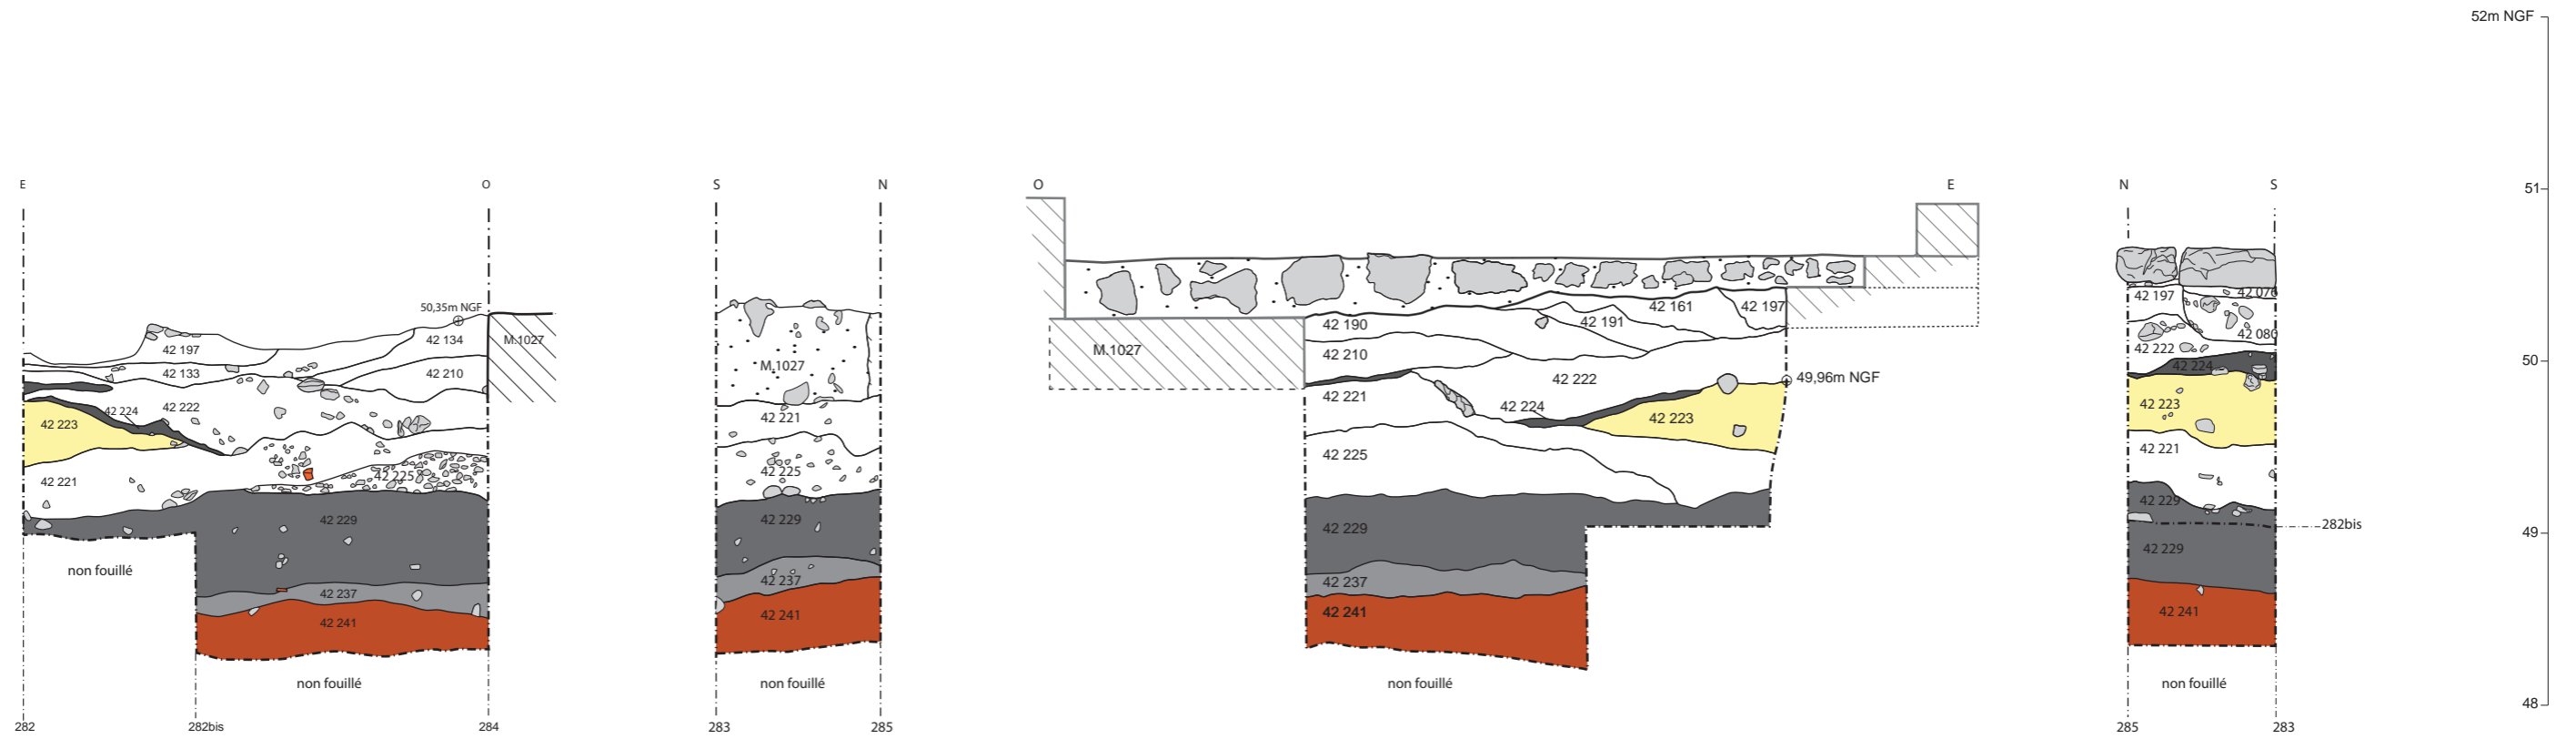 52m NGF
51
50
49
48
E
O
50,35m NGF
42 197
42 134
M.1027
42 133
42 210
42 224
42 222
42 223
42 221
42 225
42 229
non fouillé
42 237
42 241
non fouillé
282
282bis
284
S
N
M.1027
42 221
42 225
42 229
42 237
42 241
non fouillé
283
285
O
E
42 161
42 197
42 190
42 191
M.1027
42 210
42 222
49,96m NGF
42 221
42 224
42 223
42 225
42 229
42 237
42 241
non fouillé
N
S
42 197
42 076
42 080
42 222
42 224
42 223
42 221
42 229
282bis
42 229
42 241
non fouillé
285
283